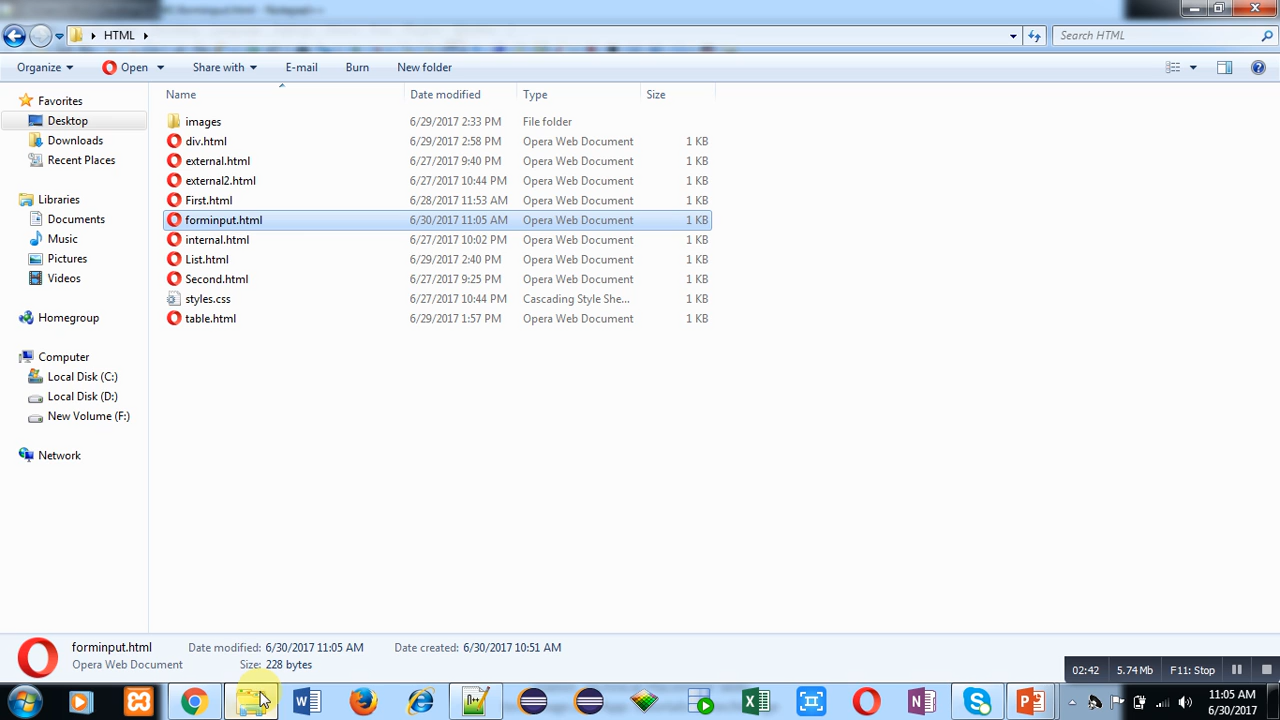 HTML
Search HTML
Organize
Open
Share with
E-mail
Burn
New folder
Name
Date modified
Type
Size
Favorites
Desktop
Downloads
Recent Places
Libraries
Documents
Music
Pictures
Videos
Homegroup
Computer
Local Disk (C:)
Local Disk (D:)
New Volume (F:)
Network
images 6/29/2017 2:33 PM File folder
div.html 6/29/2017 2:58 PM Opera Web Document 1 KB
external.html 6/27/2017 9:40 PM Opera Web Document 1 KB
external2.html 6/27/2017 10:44 PM Opera Web Document 1 KB
First.html 6/28/2017 11:53 AM Opera Web Document 1 KB
forminput.html 6/30/2017 11:05 AM Opera Web Document 1 KB
internal.html 6/27/2017 10:02 PM Opera Web Document 1 KB
List.html 6/29/2017 2:40 PM Opera Web Document 1 KB
Second.html 6/27/2017 9:25 PM Opera Web Document 1 KB
styles.css 6/27/2017 10:44 PM Cascading Style She... 1 KB
table.html 6/29/2017 1:57 PM Opera Web Document 1 KB
forminput.html Date modified: 6/30/2017 11:05 AM Date created: 6/30/2017 10:51 AM
Opera Web Document Size: 228 bytes
02:42 5.74 Mb F11: Stop
11:05 AM
6/30/2017